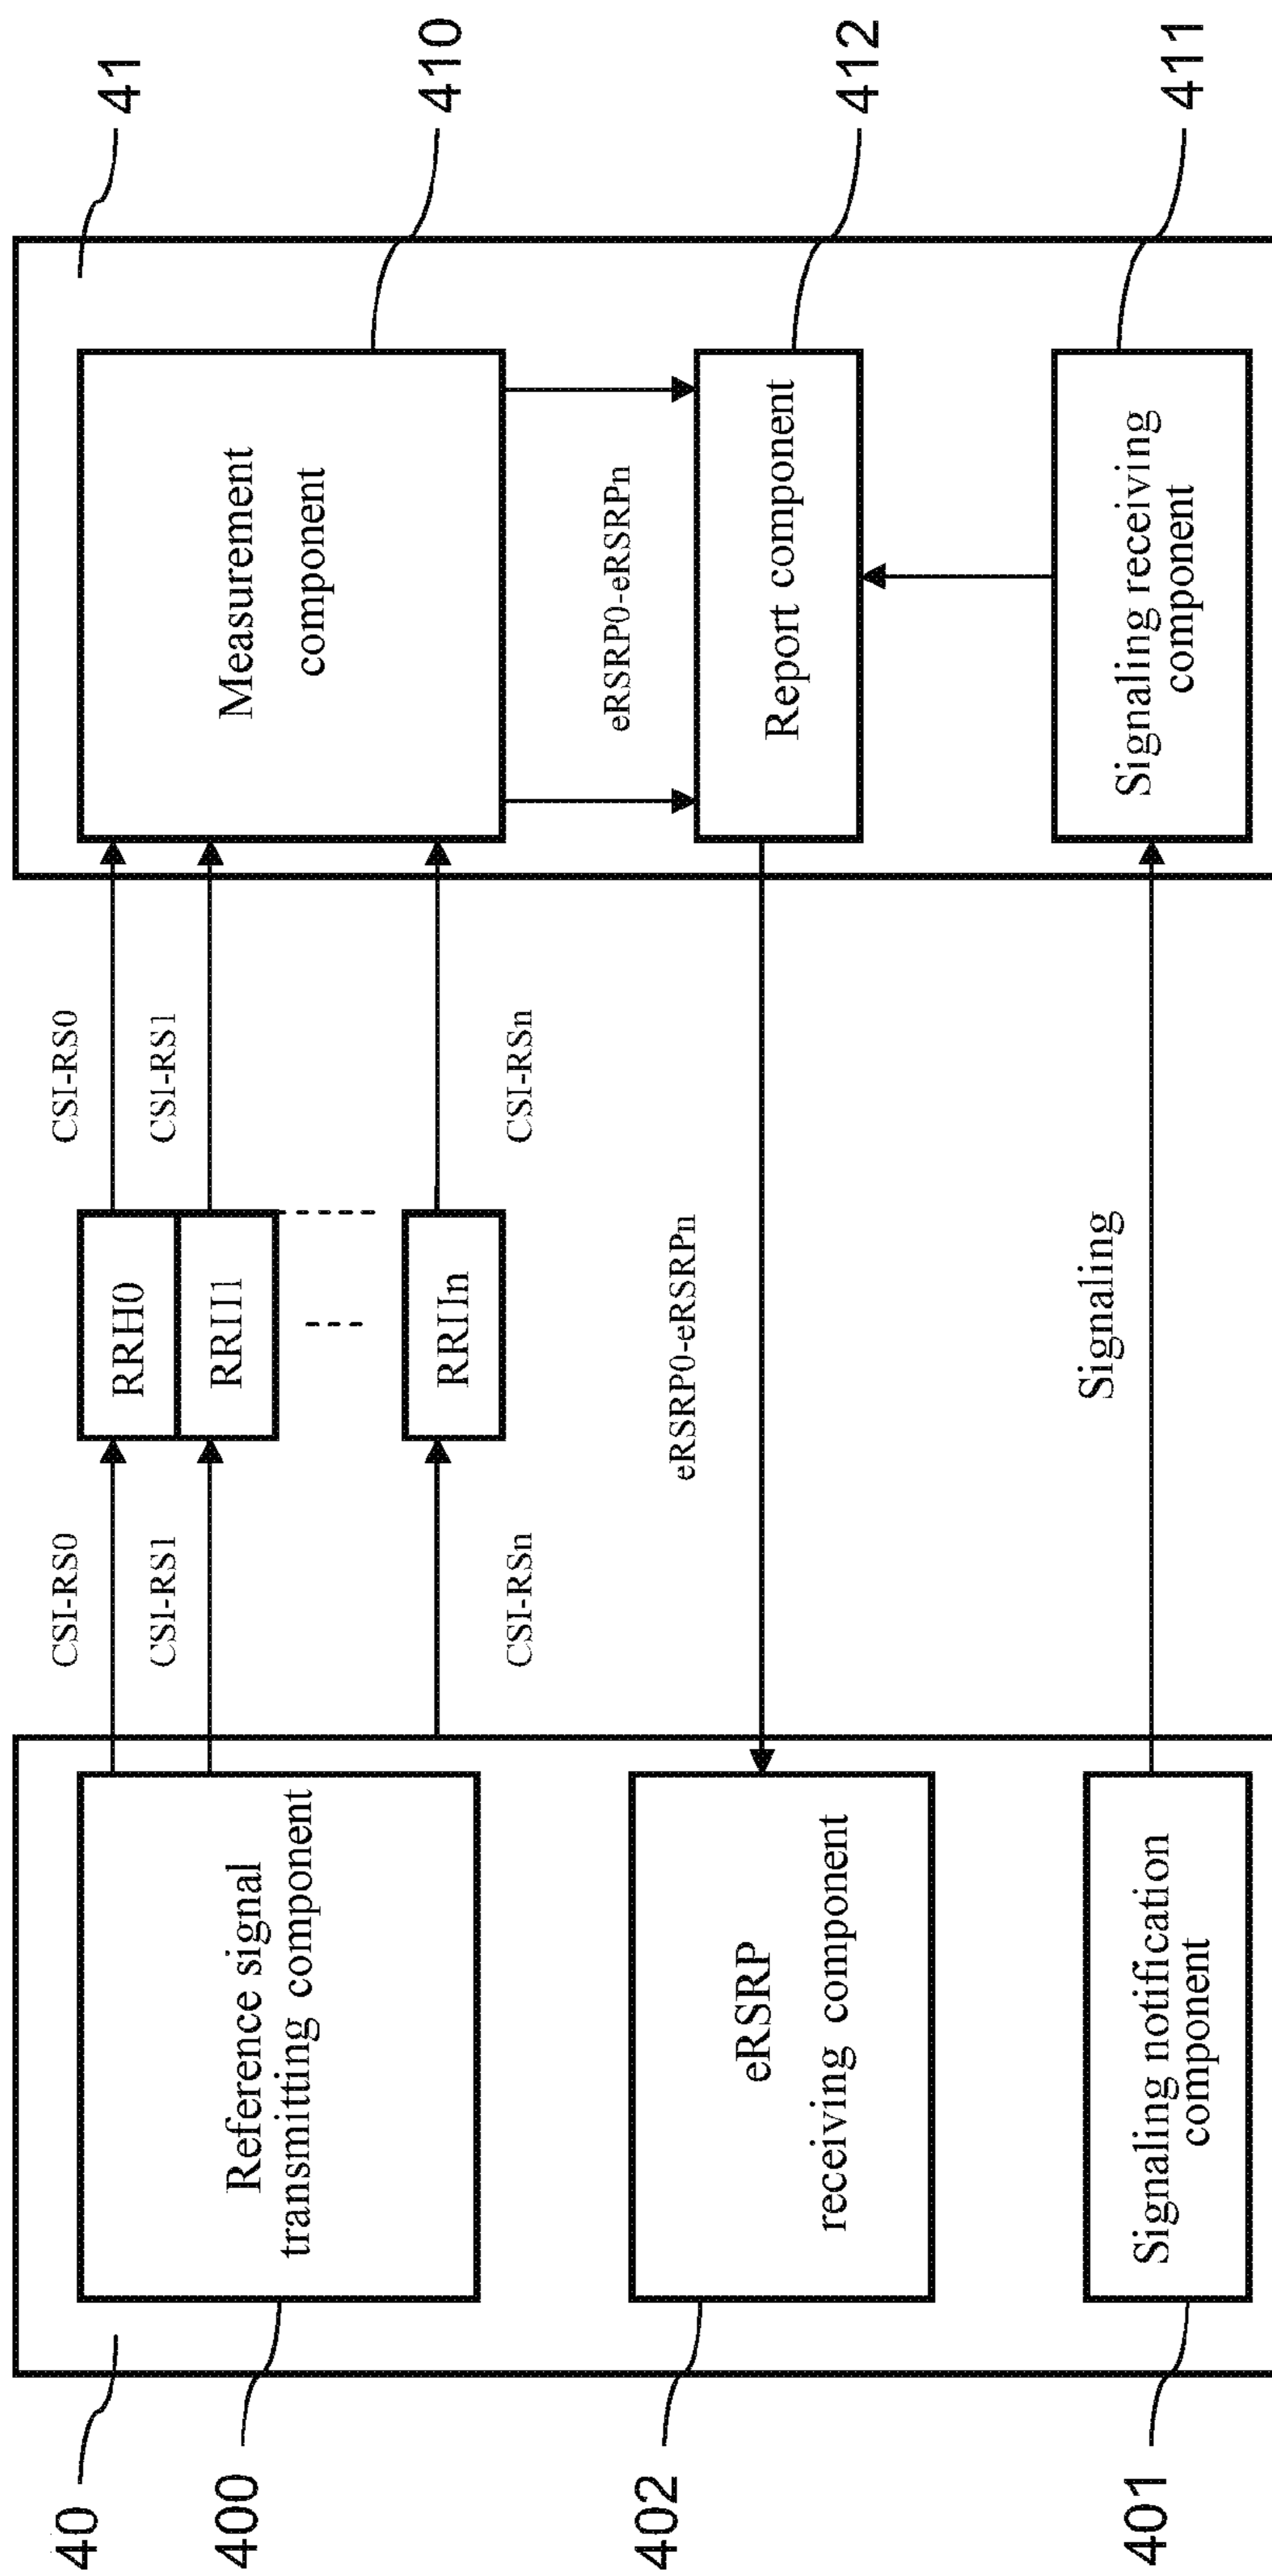 40
400
402
401
Reference signal
transmitting component
eRSRP
receiving component
Signaling notification
component
CSI-RS0
CSI-RS1
CSI-RSn
RRH0
RRH1
RRHn
CSI-RS0
CSI-RS1
CSI-RSn
eRSRP0-eRSRPn
Signaling
Measurement
component
eRSRP0-eRSRPn
Report component
Signaling receiving
component
41
410
412
411